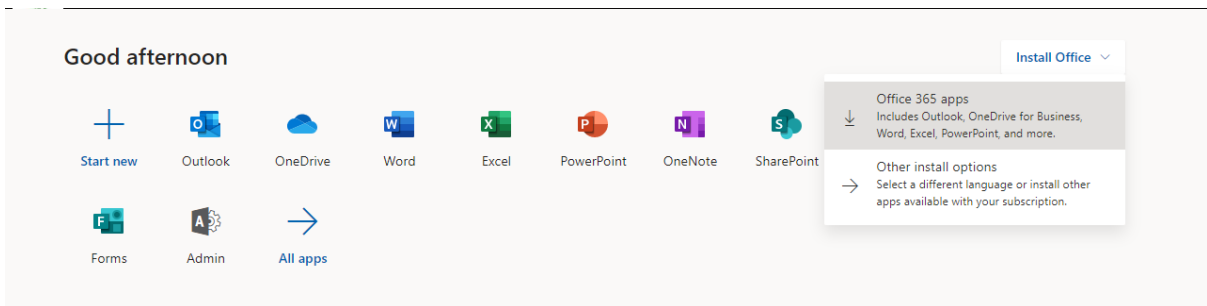 Good afternoon
Install Office
Office 365 apps
Includes Outlook, OneDrive for Business,
Word, Excel, PowerPoint, and more.
Other install options
Select a different language or install other
apps available with your subscription.
Start new
Outlook
OneDrive
Word
Excel
PowerPoint
OneNote
SharePoint
Forms
Admin
All apps